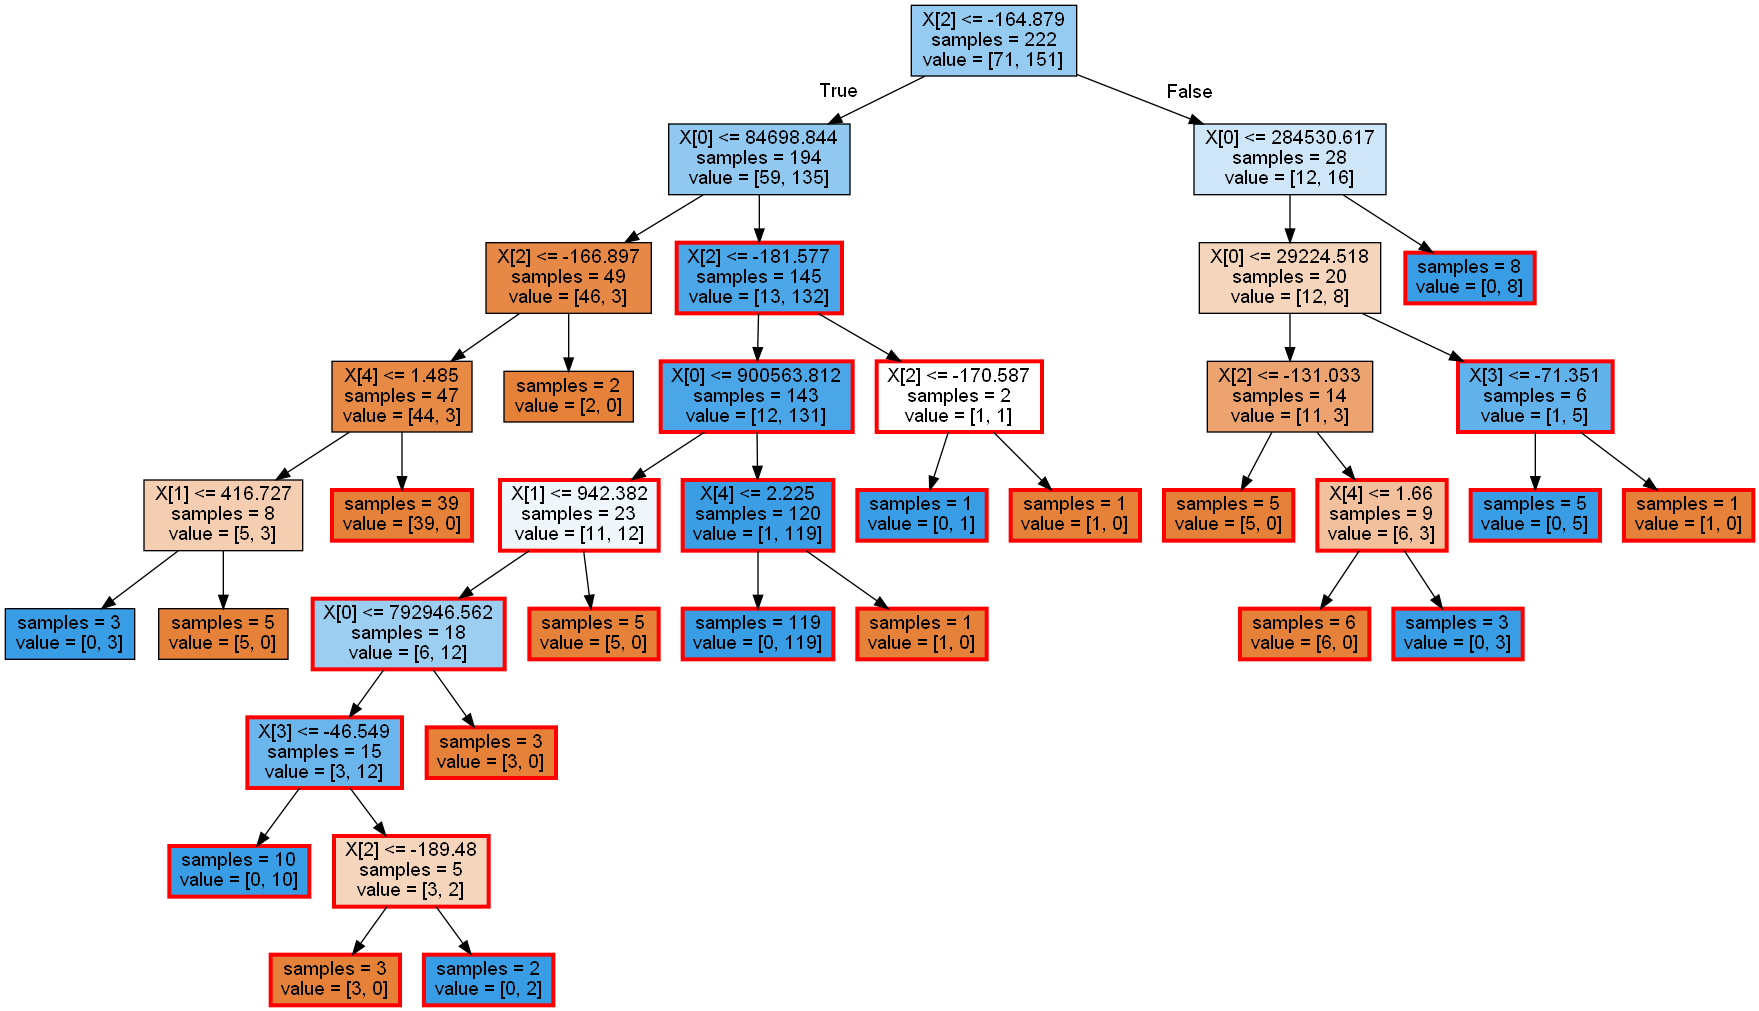 X[2] <= -164.879
samples = 222
value = [71, 151]
True
False
X[0] <= 84698.844
samples = 194
value = [59, 135]
X[0] <= 284530.617
samples = 28
value = [12, 16]
X[2] <= -166.897
samples = 49
value = [46, 3]
X[2] <= -181.577
samples = 145
value = [13, 132]
X[0] <= 29224.518
samples = 20
value = [12, 8]
samples = 8
value = [0, 8]
X[4] <= 1.485
samples = 47
value = [44, 3]
samples = 2
value = [2, 0]
X[0] <= 900563.812
samples = 143
value = [12, 131]
X[2] <= -170.587
samples = 2
value = [1, 1]
X[2] <= -131.033
samples = 14
value = [11, 3]
X[3] <= -71.351
samples = 6
value = [1, 5]
X[1] <= 416.727
samples = 8
value = [5, 3]
samples = 39
value = [39, 0]
X[1] <= 942.382
samples = 23
value = [11, 12]
X[4] <= 2.225
samples = 120
value = [1, 119]
samples = 1
value = [0, 1]
samples = 1
value = [1, 0]
samples = 5
value = [5, 0]
X[4] <= 1.66
samples = 9
value = [6, 3]
samples = 5
value = [0, 5]
samples = 1
value = [1, 0]
samples = 3
value = [0, 3]
samples = 5
value = [5, 0]
X[0] <= 792946.562
samples = 18
value = [6, 12]
samples = 5
value = [5, 0]
samples = 119
value = [0, 119]
samples = 1
value = [1, 0]
samples = 6
value = [6, 0]
samples = 3
value = [0, 3]
X[3] <= -46.549
samples = 15
value = [3, 12]
samples = 3
value = [3, 0]
samples = 10
value = [0, 10]
X[2] <= -189.48
samples = 5
value = [3, 2]
samples = 3
value = [3, 0]
samples = 2
value = [0, 2]